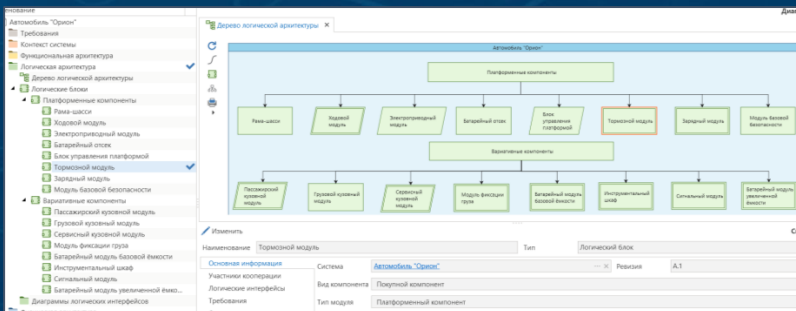 Автомобиль "Орион"
Требования
Контекст системы
Функциональная архитектура
Логическая архитектура
Дерево логической архитектуры
Логические блоки
Платформенные компоненты
Рама-шасси
Ходовой модуль
Электроприводный модуль
Батарейный отсек
Блок управления платформой
Тормозной модуль
Зарядный модуль
Модуль базовой безопасности
Вариативные компоненты
Пассажирский кузовной модуль
Грузовой кузовной модуль
Сервисный кузовной модуль
Модуль фиксации груза
Батарейный модуль базовой ёмкости
Инструментальный шкаф
Сигнальный модуль
Батарейный модуль увеличенной ёмко...
Диаграммы логических интерфейсов
Дерево логической архитектуры
Автомобиль "Орион"
Платформенные компоненты
Рама-шасси
Ходовой
модуль
Электроприводный
модуль
Батарейный отсек
Блок
управления
платформой
Тормозной модуль
Зарядный модуль
Модуль базовой
безопасности
Вариативные компоненты
Пассажирский
кузовной
модуль
Грузовой кузовной
модуль
Сервисный
кузовной
модуль
Модуль фиксации
груза
Батарейный модуль
базовой ёмкости
Инструментальный
шкаф
Сигнальный модуль
Батарейный модуль
увеличенной
ёмкости
Изменить
Наименование Тормозной модуль Тип Логический блок
Основная информация
Участники кооперации
Логические интерфейсы
Требования
Система Автомобиль "Орион" Ревизия А.1
Вид компонента Покупной компонент
Тип модуля Платформенный компонент